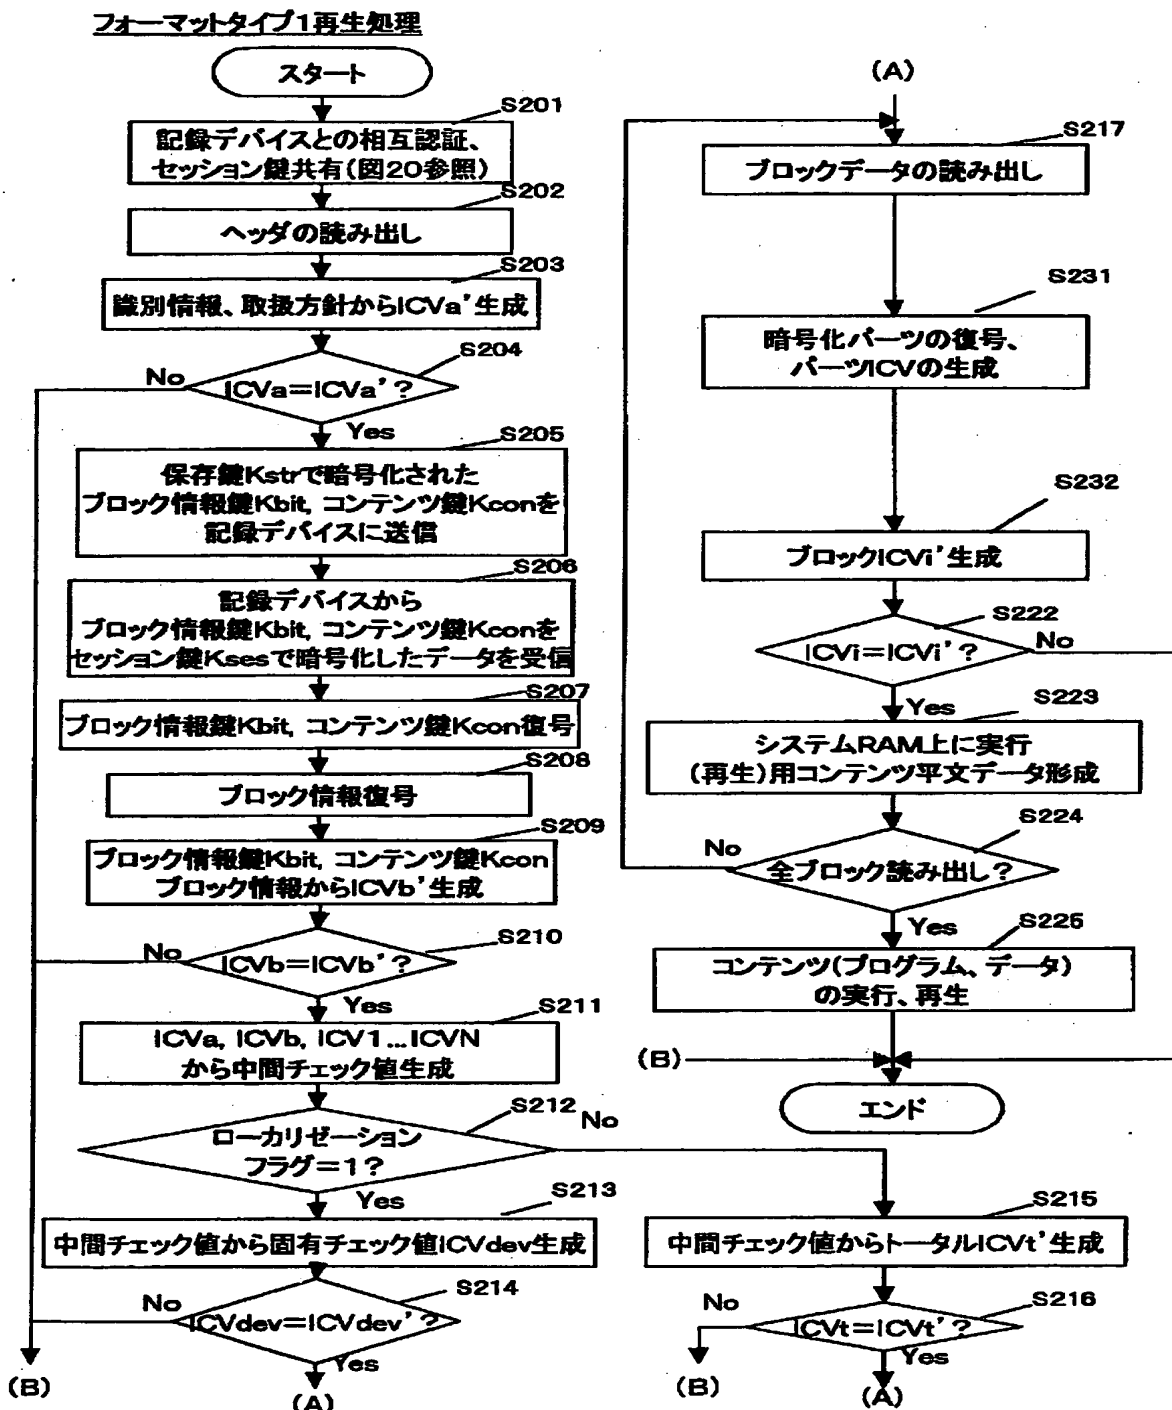 フォーマットタイプ1再生処理
スタート
S201
記録デバイスとの相互認証、
セッション鍵共有(図20参照)
S202
ヘッダの読み出し
S203
識別情報、取扱方針からICVa'生成
S204
No
ICVa=ICVa'?
Yes
S205
保存鍵Kstrで暗号化された
ブロック情報鍵Kbit, コンテンツ鍵Kconを
記録デバイスに送信
S206
記録デバイスから
ブロック情報鍵Kbit, コンテンツ鍵Kconを
セッション鍵Ksesで暗号化したデータを受信
S207
ブロック情報鍵Kbit, コンテンツ鍵Kcon復号
S208
ブロック情報復号
S209
ブロック情報鍵Kbit, コンテンツ鍵Kcon
ブロック情報からICVb'生成
S210
No
ICVb=ICVb'?
Yes
S211
ICVa, ICVb, ICV1...ICVN
から中間チェック値生成
S212
No
ローカリゼーション
フラグ=1?
Yes
S213
中間チェック値から固有チェック値ICVdev生成
S214
No
ICVdev=ICVdev'?
Yes
(B)
(A)
(A)
S217
ブロックデータの読み出し
S231
暗号化パーツの復号、
パーツICVの生成
S232
ブロックICVi'生成
S222
ICVi=ICVi'?
No
Yes
S223
システムRAM上に実行
(再生)用コンテンツ平文データ形成
S224
No
全ブロック読み出し?
Yes
S225
コンテンツ(プログラム、データ)
の実行、再生
(B)
エンド
S215
中間チェック値からトータルICVt'生成
S216
No
ICVt=ICVt'?
Yes
(B)
(A)